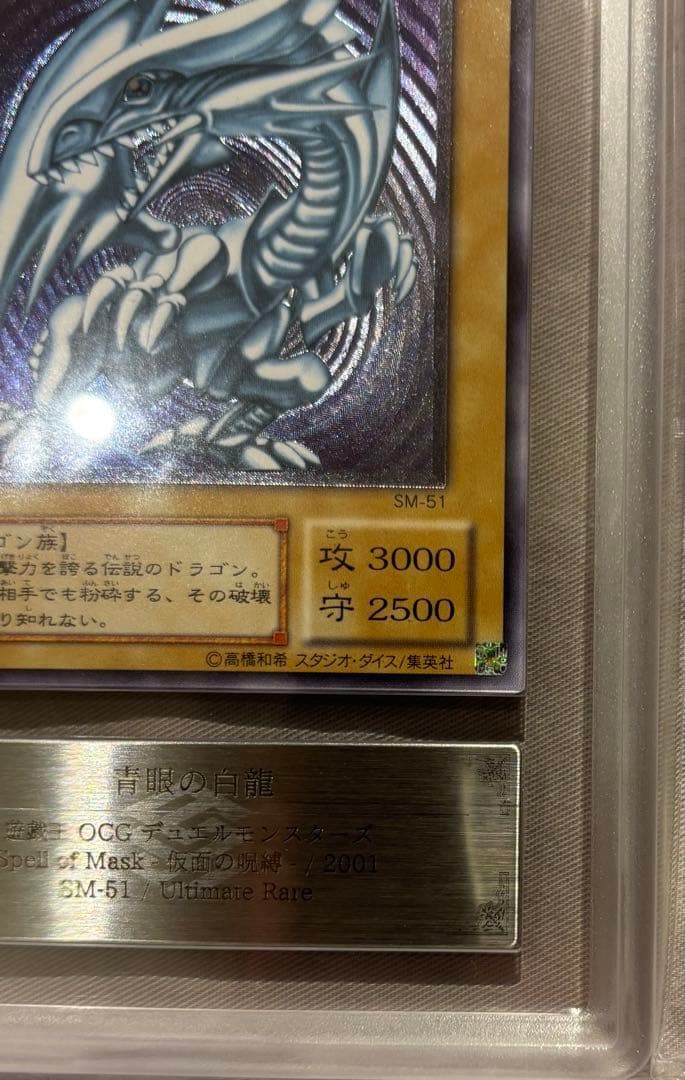 SM-51
ゴン族】
撃力を誇る伝説のドラゴン。
相手でも粉砕する、その破壊
り知れない。
攻 3000
守 2500
©高橋和希 スタジオ・ダイス/集英社
青眼の白龍
遊戯王 OCG デュエルモンスターズ
Spell of Mask - 仮面の呪縛 - / 2001
SM-51 / Ultimate Rare